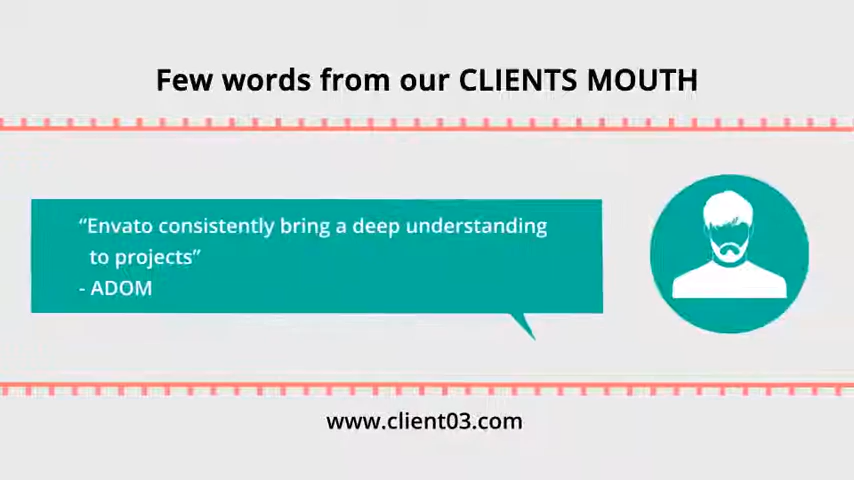 Few words from our CLIENTS MOUTH
“Envato consistently bring a deep understanding
to projects”
- ADOM
www.client03.com